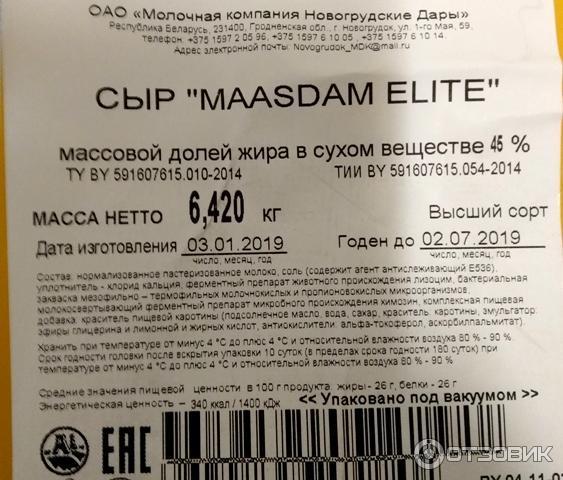 ОАО «Молочная компания Новогрудские Дары»
Республика Беларусь, 231400, Гродненская обл., г. Новогрудок, ул. 1-го Мая, 59,
телефон: +375 1597 2 05 96, +375 1597 6 10 05, +375 1597 6 10 14.
Адрес электронной почты: Novogrudok_MDK@mail.ru
СЫР "MAASDAM ELITE"
массовой долей жира в сухом веществе 45 %
ТУ BY 591607615.010-2014 ТИИ BY 591607615.054-2014
МАССА НЕТТО 6,420 кг Высший сорт
Дата изготовления 03.01.2019 Годен до 02.07.2019
число, месяц, год число, месяц, год
Состав: нормализованное пастеризованное молоко, соль (содержит агент антислеживающий Е536),
уплотнитель - хлорид кальция, ферментный препарат животного происхождения лизоцим, бактериальная
закваска мезофильно – термофильных молочнокислых и пропионовокислых микроорганизмов,
молокосвертывающий ферментный препарат микробного происхождения химозин, комплексная пищевая
добавка: краситель пищевой каротины (подсолнечное масло, вода, сахар, краситель: каротины, эмульгатор:
эфиры глицерина и лимонной и жирных кислот, антиокислители: альфа-токоферол, аскорбилпальмитат).
Хранить при температуре от минус 4 °С до плюс 4 °С и относительной влажности воздуха 80 % - 90 %.
Срок годности головки после вскрытия упаковки 10 суток (в пределах срока годности 180 суток) при
температуре от минус 4 °С до плюс 4 °С и относительной влажности воздуха 80 % - 90 %.
Средние значения пищевой ценности в 100 г продукта: жиры - 26 г, белки - 26 г
Энергетическая ценность – 340 ккал / 1400 кДж << Упаковано под вакуумом >>
ЕАС
ОТЗОВИК